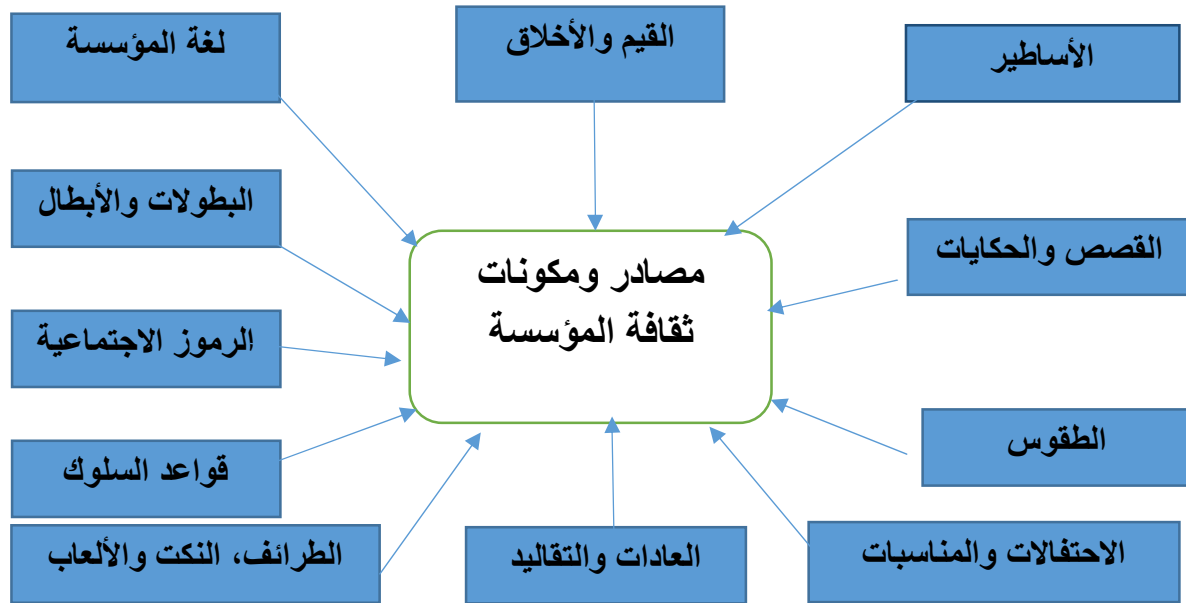 الأساطير
القيم والأخلاق
لغة المؤسسة
القصص والحكايات
البطولات والأبطال
مصادر ومكونات
ثقافة المؤسسة
الرموز الاجتماعية
الطقوس
قواعد السلوك
الاحتفالات والمناسبات
العادات والتقاليد
الطرائف، النكت والألعاب